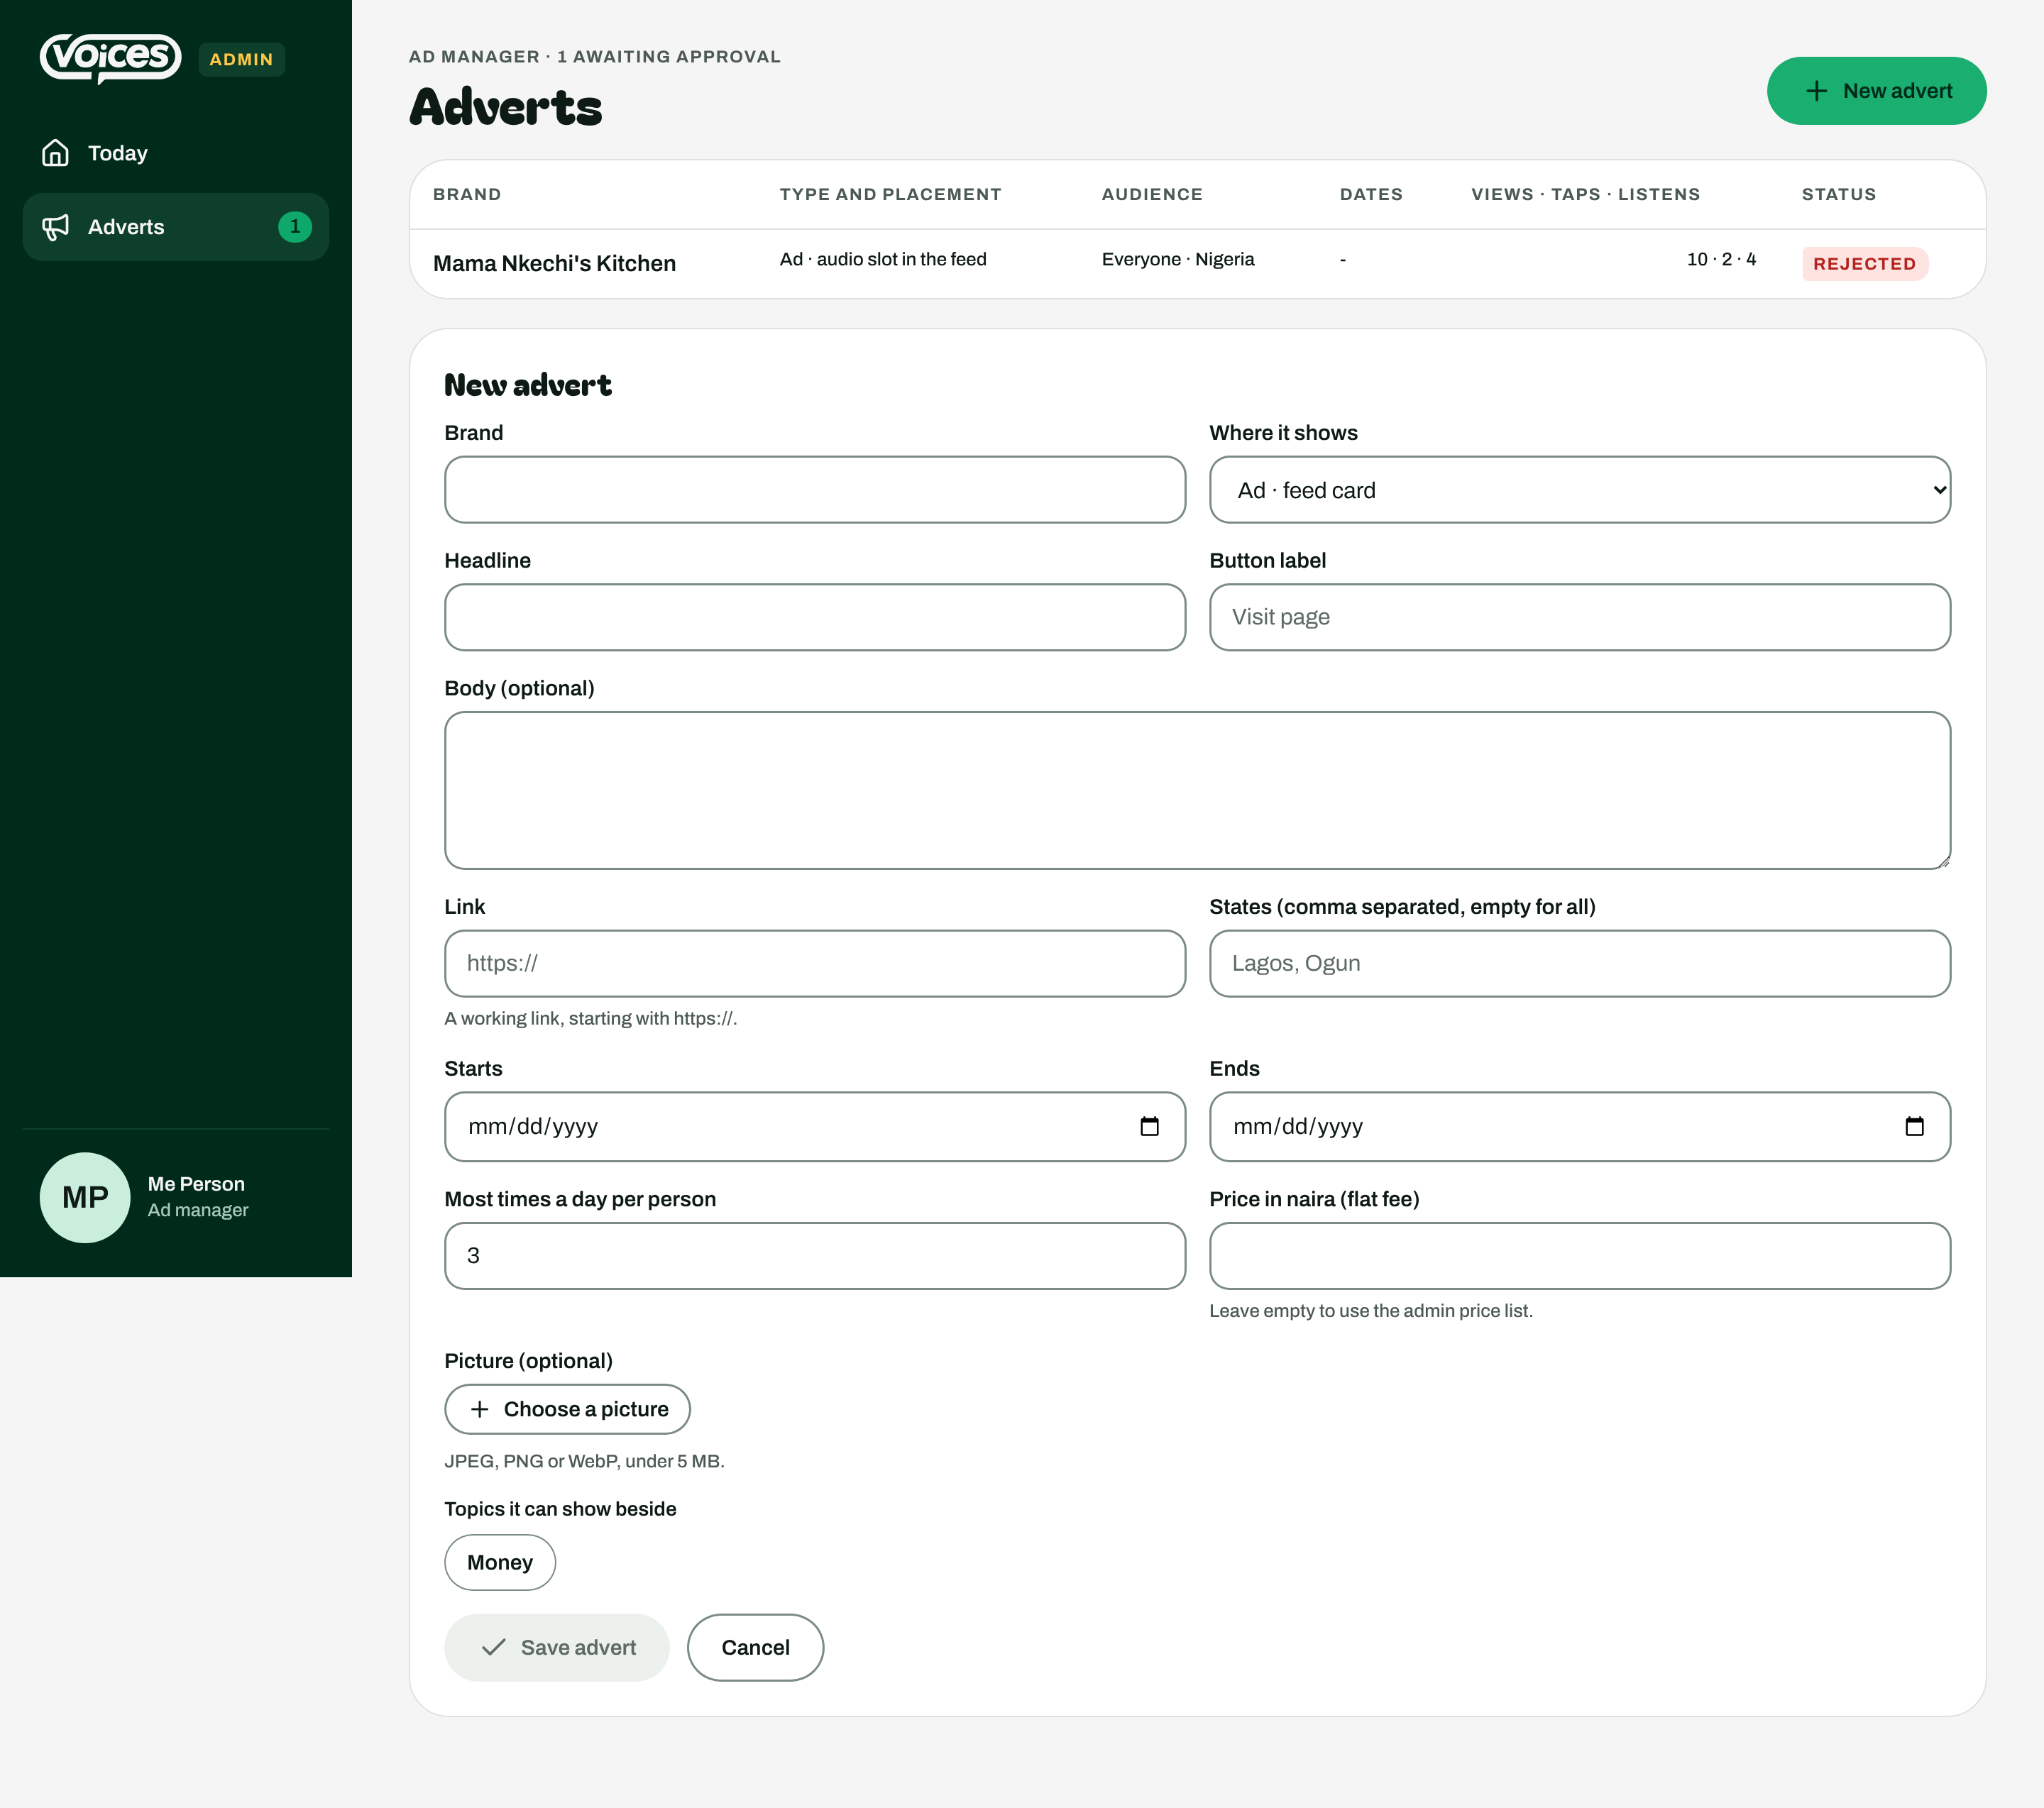 Voices ADMIN
Today
Adverts 1
Me Person
MP
Ad manager
AD MANAGER · 1 AWAITING APPROVAL
Adverts
New advert
BRAND TYPE AND PLACEMENT AUDIENCE DATES VIEWS · TAPS · LISTENS STATUS
Mama Nkechi's Kitchen Ad · audio slot in the feed Everyone · Nigeria - 10 · 2 · 4 REJECTED
New advert
Brand Where it shows
Ad · feed card
Headline Button label
Visit page
Body (optional)
Link States (comma separated, empty for all)
https:// Lagos, Ogun
A working link, starting with https://.
Starts Ends
mm/dd/yyyy mm/dd/yyyy
Most times a day per person Price in naira (flat fee)
3
Leave empty to use the admin price list.
Picture (optional)
Choose a picture
JPEG, PNG or WebP, under 5 MB.
Topics it can show beside
Money
Save advert Cancel